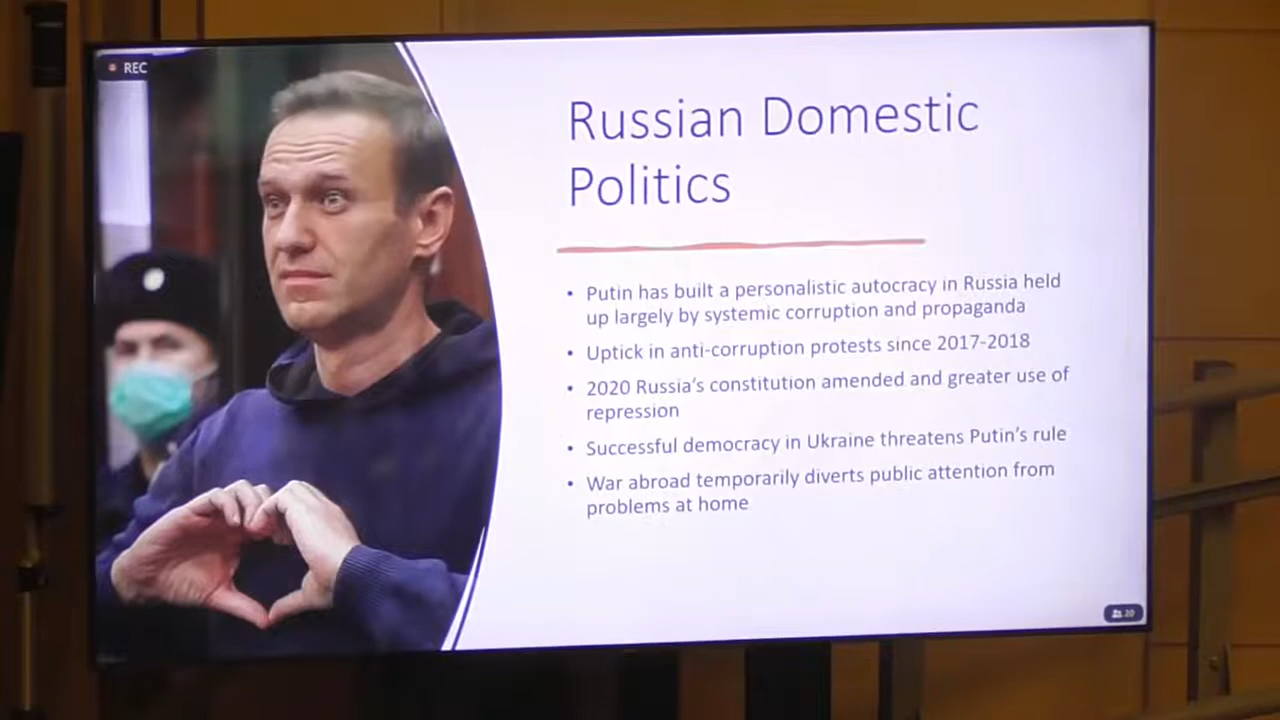 REC
Russian Domestic
Politics
• Putin has built a personalistic autocracy in Russia held
up largely by systemic corruption and propaganda
• Uptick in anti-corruption protests since 2017-2018
• 2020 Russia's constitution amended and greater use of
repression
• Successful democracy in Ukraine threatens Putin's rule
• War abroad temporarily diverts public attention from
problems at home
20